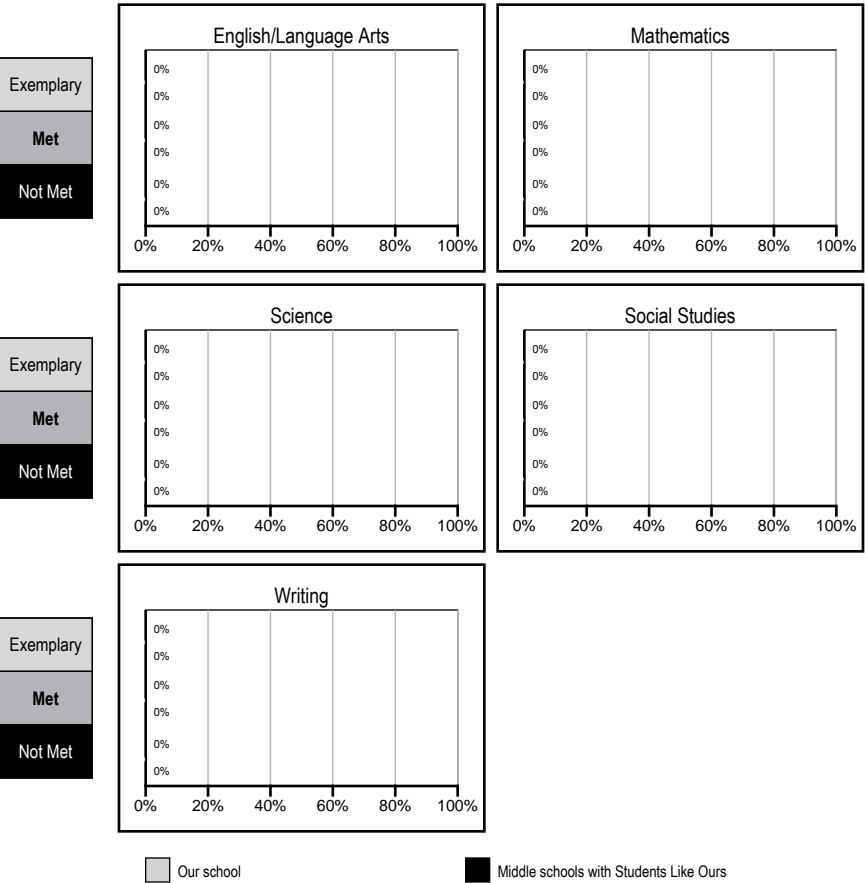 English/Language Arts
Exemplary
Met
Not Met
0%
0%
0%
0%
0%
0%
0% 20% 40% 60% 80% 100%
Mathematics
0%
0%
0%
0%
0%
0%
0% 20% 40% 60% 80% 100%
Science
Exemplary
Met
Not Met
0%
0%
0%
0%
0%
0%
0% 20% 40% 60% 80% 100%
Social Studies
0%
0%
0%
0%
0%
0%
0% 20% 40% 60% 80% 100%
Writing
Exemplary
Met
Not Met
0%
0%
0%
0%
0%
0%
0% 20% 40% 60% 80% 100%
Our school
Middle schools with Students Like Ours